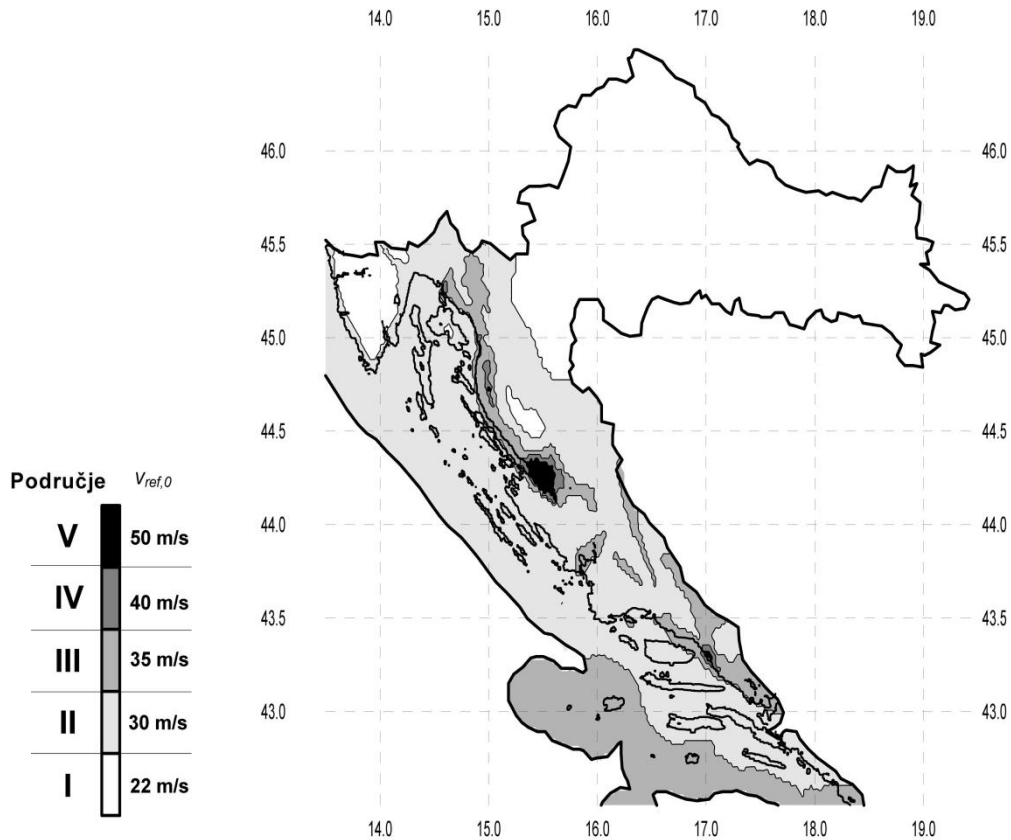 14.0 15.0 16.0 17.0 18.0 19.0
46.0 46.0
45.5 45.5
45.0 45.0
44.5 44.5
44.0 44.0
43.5 43.5
43.0 43.0
14.0 15.0 16.0 17.0 18.0 19.0
Područje Vref,0
V 50 m/s
IV 40 m/s
III 35 m/s
II 30 m/s
I 22 m/s